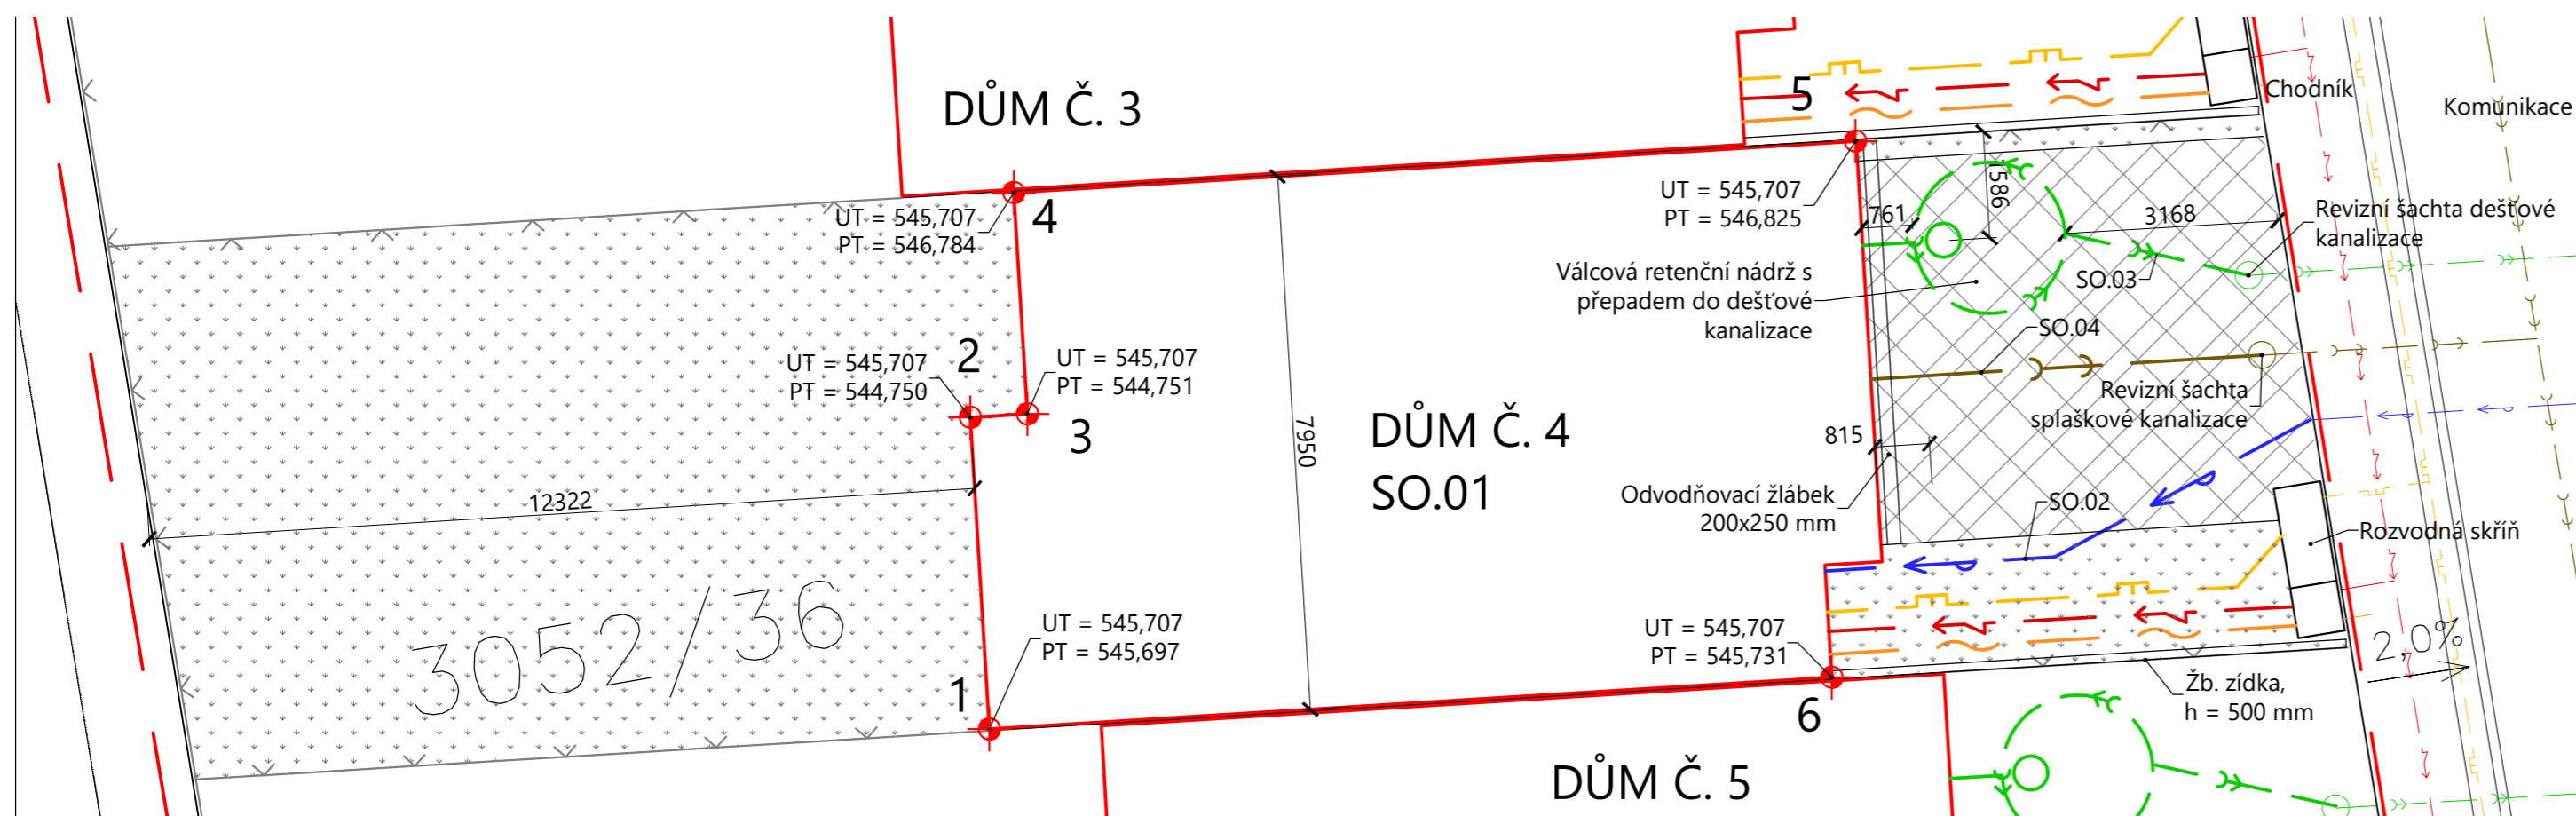 DŮM Č. 3
5
Chodník
Komunikace
UT = 545,707
PT = 546,784
4
UT = 545,707
PT = 546,825
761
1586
3168
Revizní šachta dešťové
kanalizace
Válcová retenční nádrž s
přepadem do dešťové
kanalizace
SO.03
SO.04
2
UT = 545,707
PT = 544,750
UT = 545,707
PT = 544,751
3
7950
DŮM Č. 4
SO.01
Revizní šachta
splaškové kanalizace
815
12322
Odvodňovací žlábek
200x250 mm
SO.02
Rozvodná skříň
3052/36
1
UT = 545,707
PT = 545,697
UT = 545,707
PT = 545,731
6
2,0%
Žb. zídka,
h = 500 mm
DŮM Č. 5